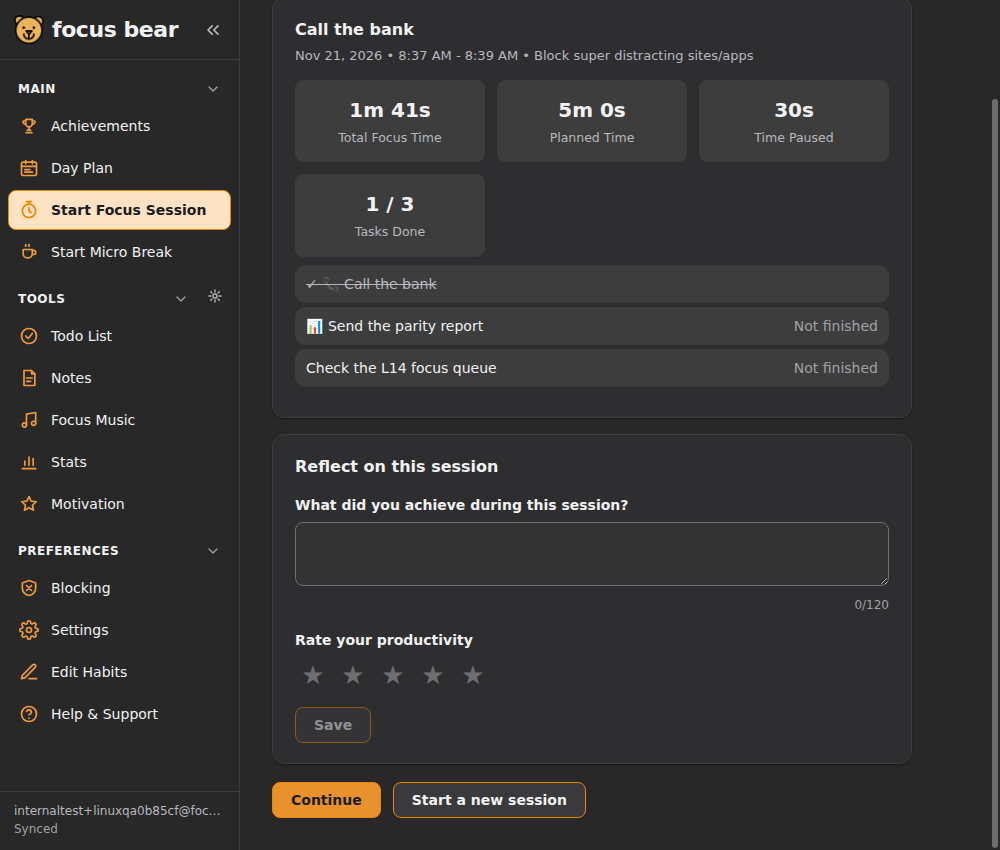 focus bear
MAIN
Achievements
Day Plan
Start Focus Session
Start Micro Break
TOOLS
Todo List
Notes
Focus Music
Stats
Motivation
PREFERENCES
Blocking
Settings
Edit Habits
Help & Support
internaltest+linuxqa0b85cf@foc...
Synced
Call the bank
Nov 21, 2026 • 8:37 AM - 8:39 AM • Block super distracting sites/apps
1m 41s
Total Focus Time
5m 0s
Planned Time
30s
Time Paused
1 / 3
Tasks Done
✓ 📞 Call the bank
📊 Send the parity report Not finished
Check the L14 focus queue Not finished
Reflect on this session
What did you achieve during this session?
0/120
Rate your productivity
★ ★ ★ ★ ★
Save
Continue
Start a new session